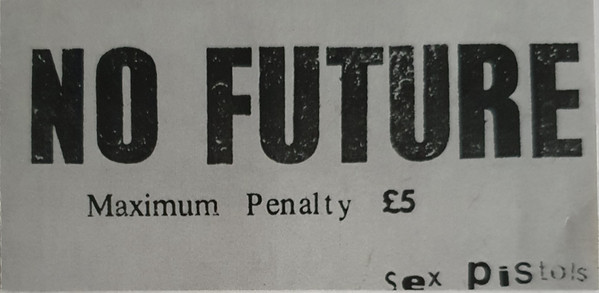 NO FUTURE
Maximum Penalty £5
sex pistols